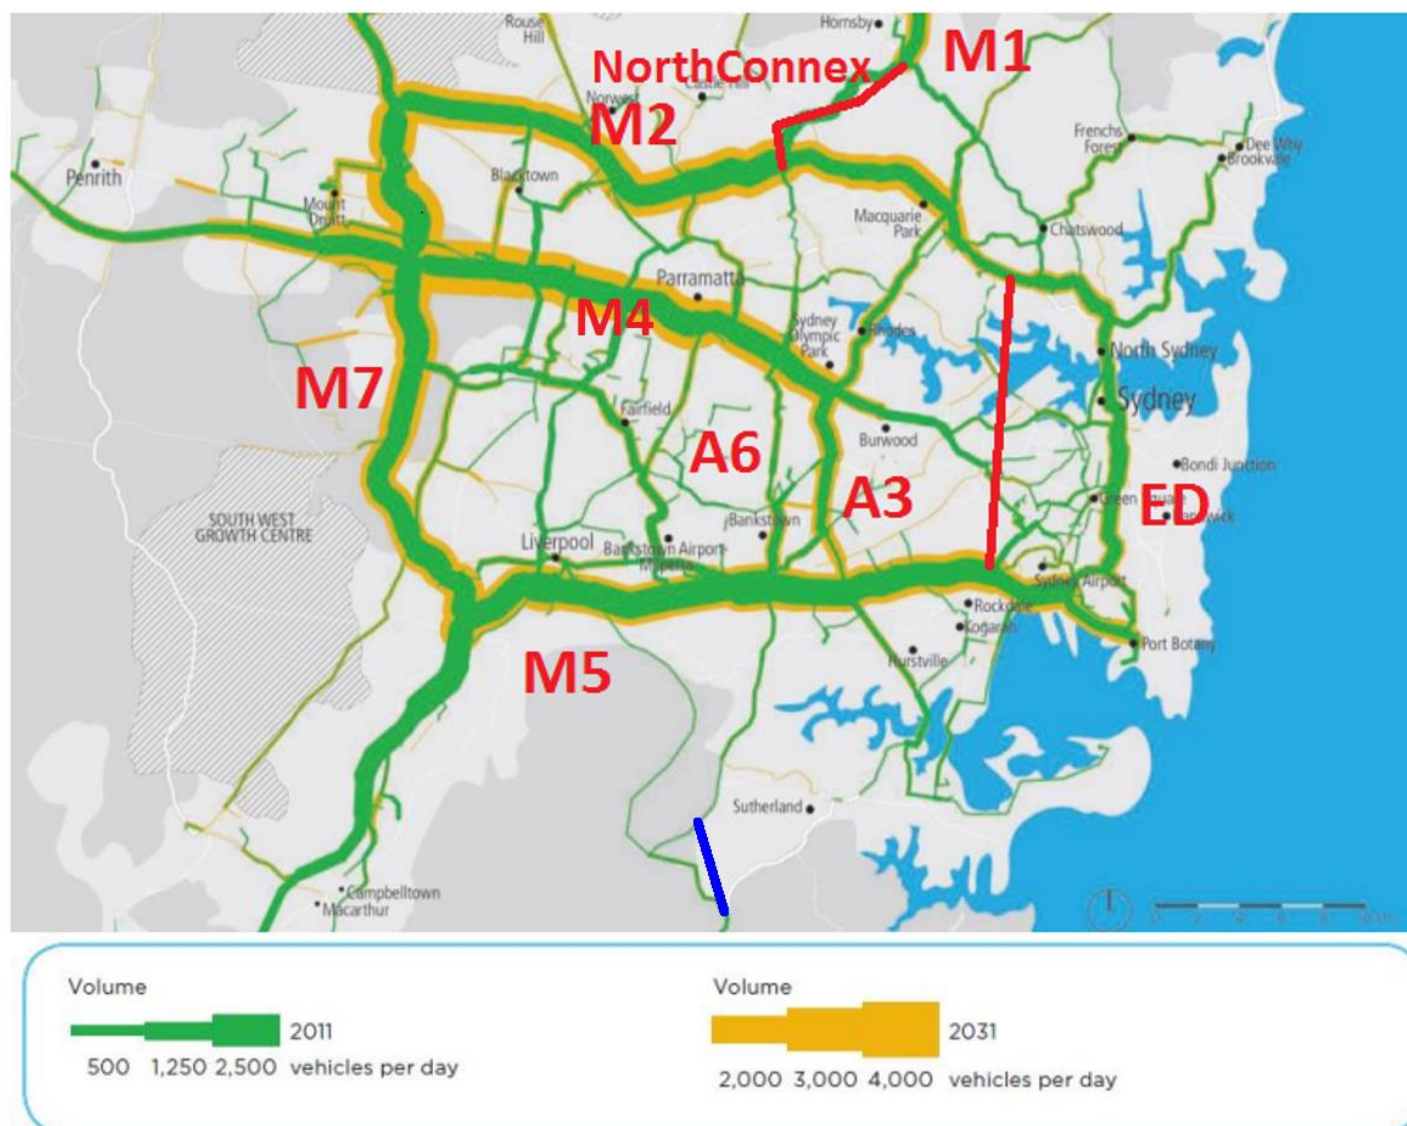 Rouse
Hill
Hornsby
M1
NorthConnex
Castle Hill
Norwest
M2
Frenchs
Forest
Dee Why
Brookvale
Penrith
Blacktown
Mount
Druitt
Macquarie
Park
Chatswood
Parramatta
M4
Sydney
Olympic
Park
Rhodes
North Sydney
M7
Sydney
Fairfield
Burwood
A6
A3
Bondi Junction
Green Square
ED
SOUTH WEST
GROWTH CENTRE
Bankstown
Liverpool
Bankstown Airport-
Sydney Airport
Rockdale
Kogarah
Port Botany
Hurstville
M5
Sutherland
Campbelltown
Macarthur
Volume
2011
500 1,250 2,500 vehicles per day
Volume
2031
2,000 3,000 4,000 vehicles per day